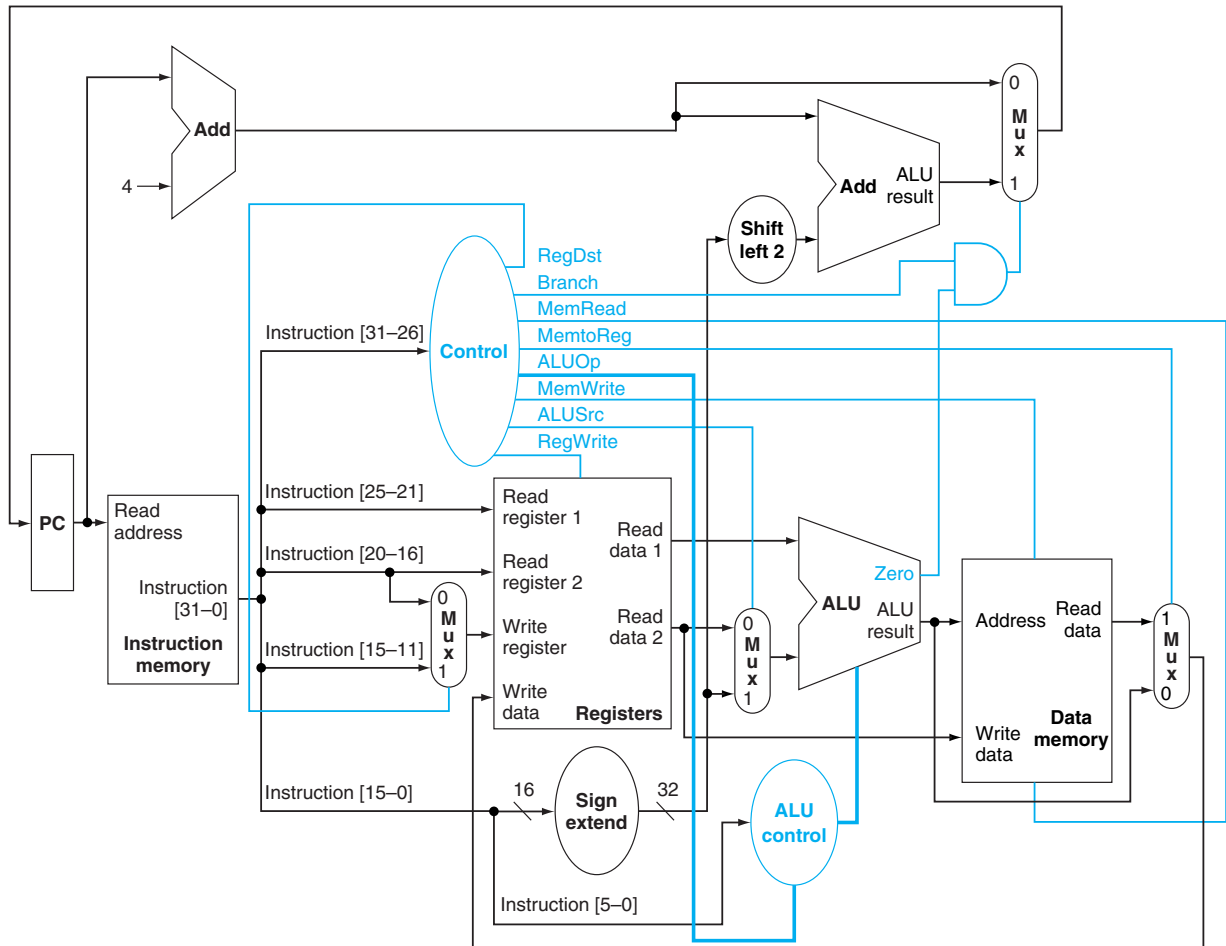 0
M
u
x
1
Add
Add
ALU
result
4
Shift
left 2
RegDst
Branch
MemRead
Instruction [31–26]
Control
MemtoReg
ALUOp
MemWrite
ALUSrc
RegWrite
PC
Read
address
Instruction
[31–0]
Instruction
memory
Instruction [25–21]
Instruction [20–16]
Instruction [15–11]
0
M
u
x
1
Read
register 1
Read
register 2
Write
register
Write
data
Read
data 1
Read
data 2
Registers
0
M
u
x
1
Zero
ALU
ALU
result
Address
Read
data
Write
data
Data
memory
1
M
u
x
0
Instruction [15–0]
16
Sign
extend
32
ALU
control
Instruction [5–0]